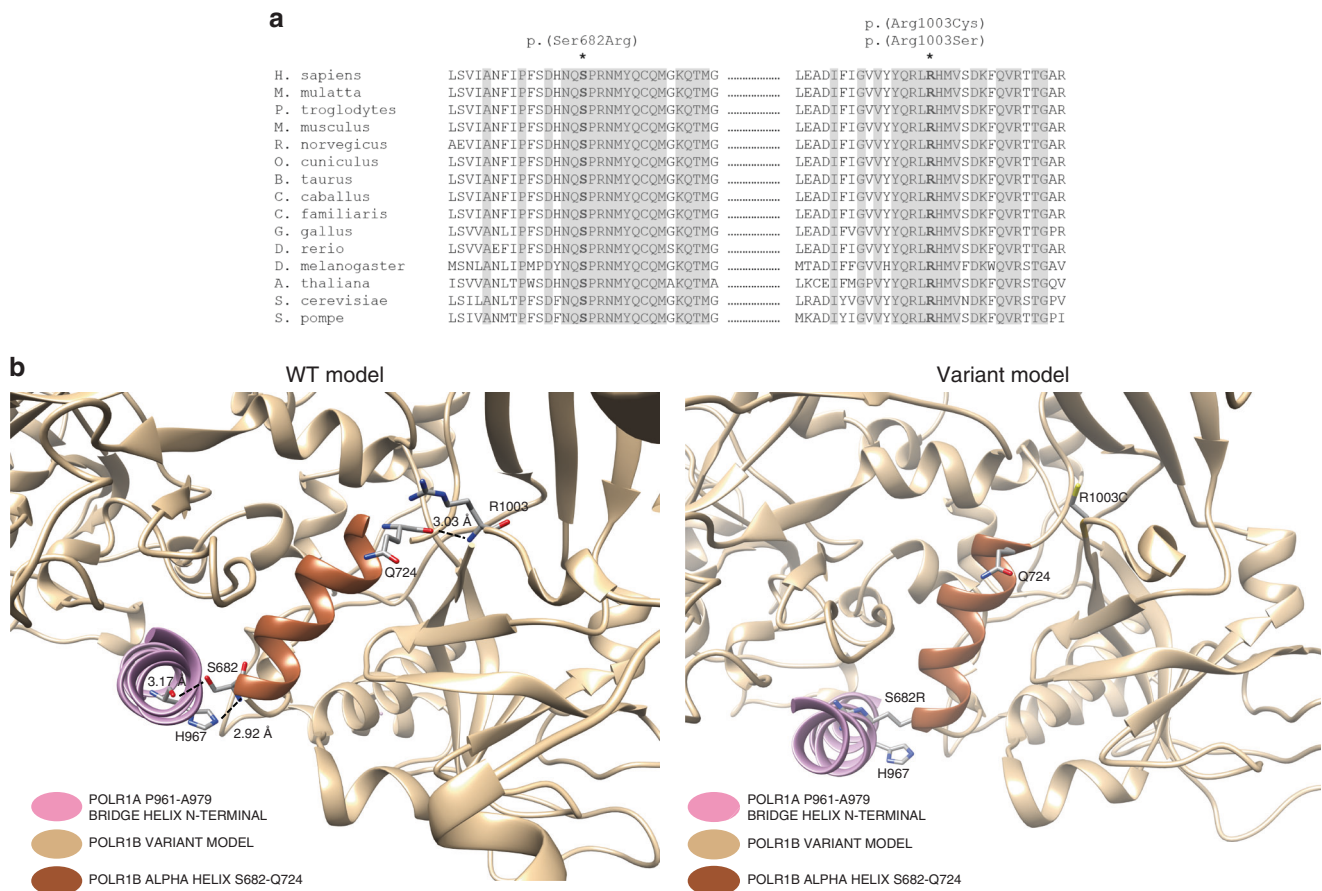 a
p.(Arg1003Cys)
p.(Ser682Arg) p.(Arg1003Ser)
* *
H. sapiens LSVIANFIPFSDHNQSPRNMYQCQMGKQTMG .................. LEADIFIGVVYYQRLRHMVSDKFQVRTTGAR
M. mulatta LSVIANFIPFSDHNQSPRNMYQCQMGKQTMG .................. LEADIFIGVVYYQRLRHMVSDKFQVRTTGAR
P. troglodytes LSVIANFIPFSDHNQSPRNMYQCQMGKQTMG .................. LEADIFIGVVYYQRLRHMVSDKFQVRTTGAR
M. musculus LSVIANFIPFSDHNQSPRNMYQCQMGKQTMG .................. LEADIFIGVVYYQRLRHMVSDKFQVRTTGAR
R. norvegicus AEVIANFIPFSDHNQSPRNMYQCQMGKQTMG .................. LEADIFIGVVYYQRLRHMVSDKFQVRTTGAR
O. cuniculus LSVIANFIPFSDHNQSPRNMYQCQMGKQTMG .................. LEADIFIGVVYYQRLRHMVSDKFQVRTTGAR
B. taurus LSVIANFIPFSDHNQSPRNMYQCQMGKQTMG .................. LEADIFIGVVYYQRLRHMVSDKFQVRTTGAR
C. caballus LSVIANFIPFSDHNQSPRNMYQCQMGKQTMG .................. LEADIFIGVVYYQRLRHMVSDKFQVRTTGAR
C. familiaris LSVIANFIPFSDHNQSPRNMYQCQMGKQTMG .................. LEADIFIGVVYYQRLRHMVSDKFQVRTTGAR
G. gallus LSVVANLIPFSDHNQSPRNMYQCQMGKQTMG .................. LEADIFVGVVYYQRLRHMVSDKFQVRTTGPR
D. rerio LSVVAEFIPFSDHNQSPRNMYQCQMSKQTMG .................. LEADIFIGVVYYQRLRHMVSDKFQVRTTGAR
D. melanogaster MSNLANLIPMPDYNQSPRNMYQCQMGKQTMG .................. MTADIFFGVVHYQRLRHMVFDKWQVRSTGAV
A. thaliana ISVVANLTPWSDHNQSPRNMYQCQMAKQTMA .................. LKCEIFMGPVYYQRLRHMVSDKFQVRSTGQV
S. cerevisiae LSILANLTPFSDFNQSPRNMYQCQMGKQTMG .................. LRADIYVGVVYYQRLRHMVNDKFQVRSTGPV
S. pompe LSIVANMTPFSDFNQSPRNMYQCQMGKQTMG .................. MKADIYIGVVYYQRLRHMVSDKFQVRTTGPI
b
WT model
R1003
3.03 Å
Q724
S682
3.17 Å
H967
2.92 Å
POLR1A P961-A979
BRIDGE HELIX N-TERMINAL
POLR1B VARIANT MODEL
POLR1B ALPHA HELIX S682-Q724
Variant model
R1003C
Q724
S682R
H967
POLR1A P961-A979
BRIDGE HELIX N-TERMINAL
POLR1B VARIANT MODEL
POLR1B ALPHA HELIX S682-Q724